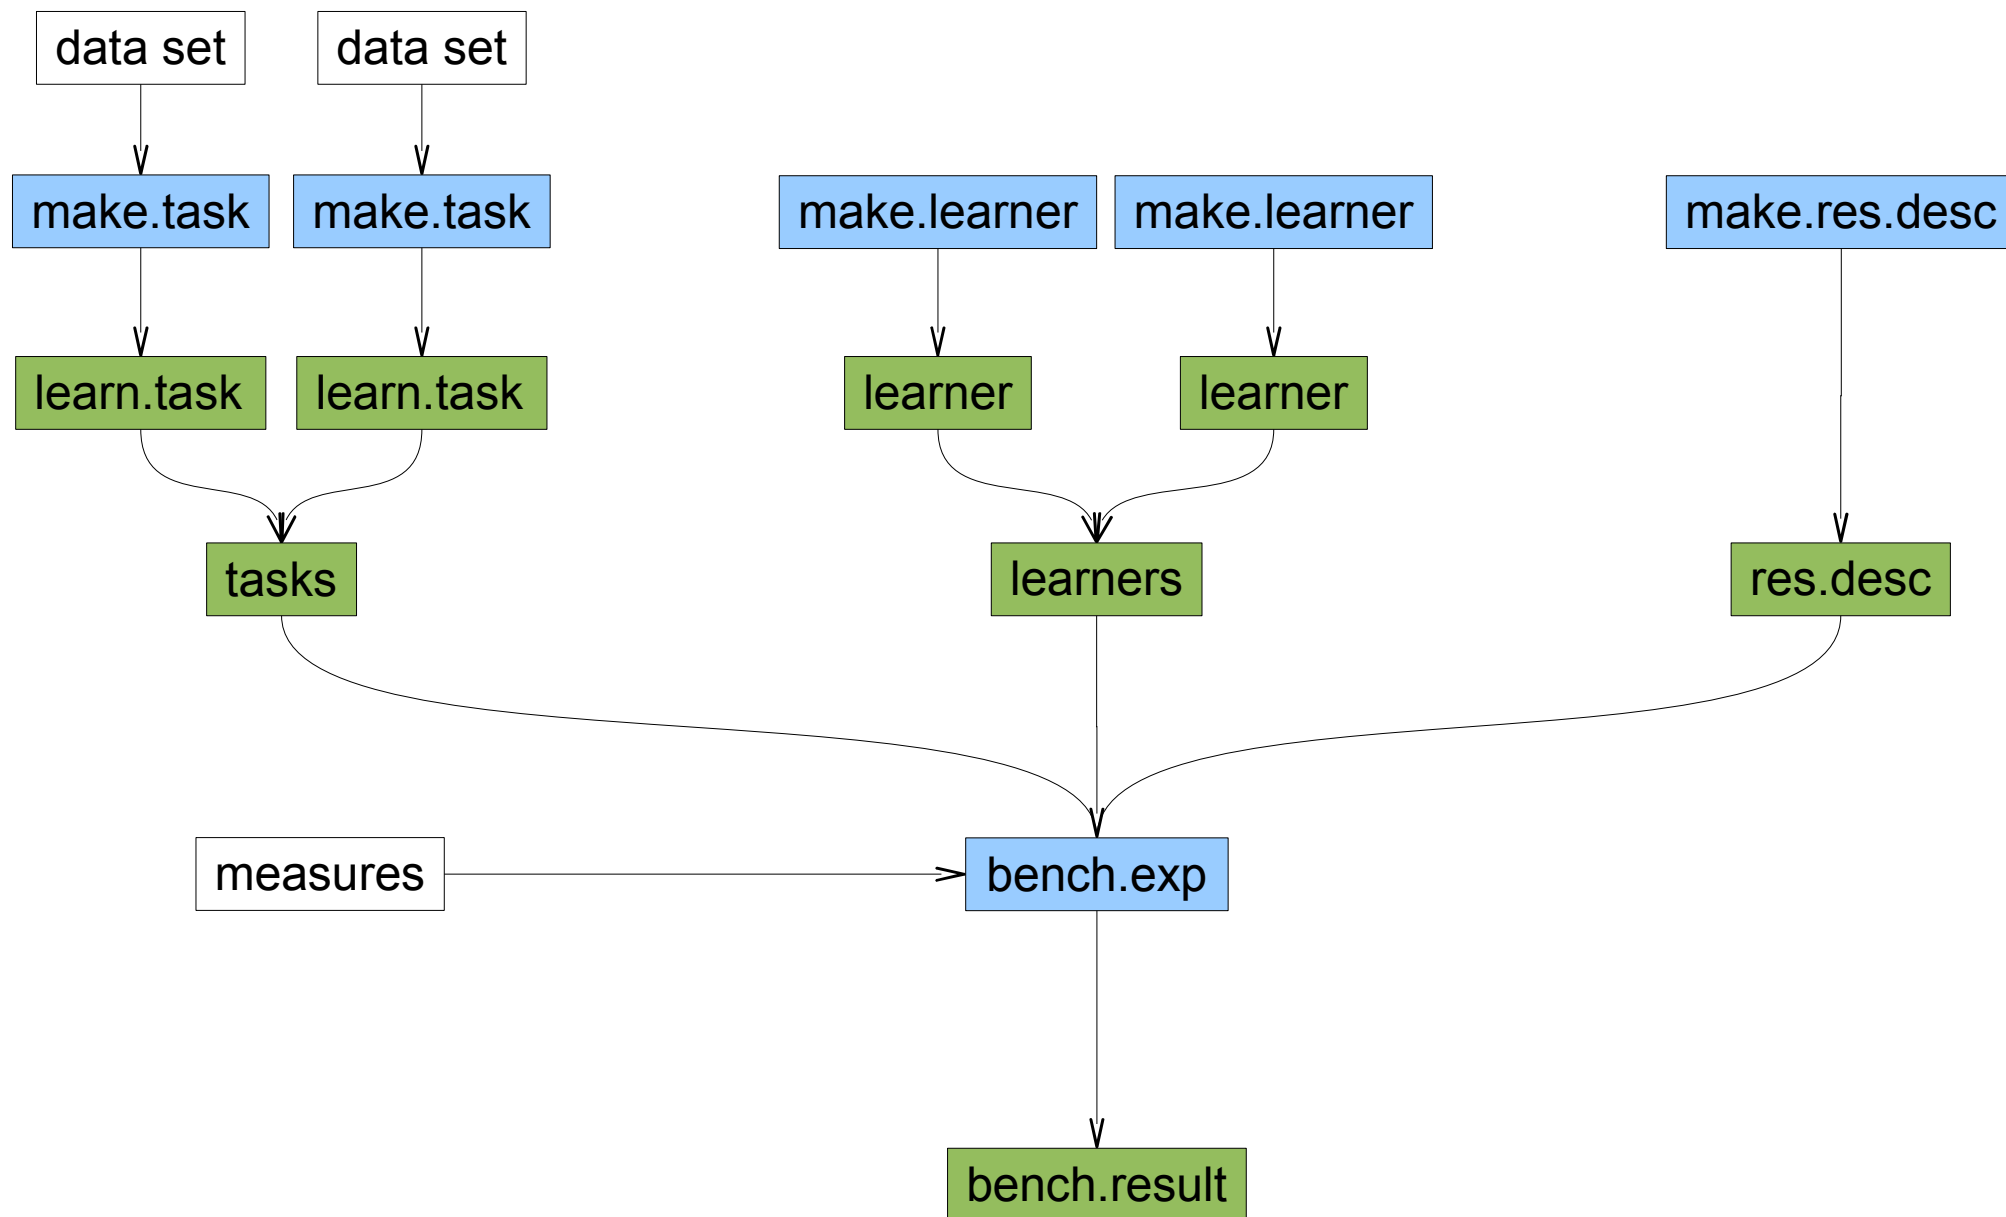 data set
data set
make.task
make.task
make.learner
make.learner
make.res.desc
learn.task
learn.task
learner
learner
tasks
learners
res.desc
measures
bench.exp
bench.result